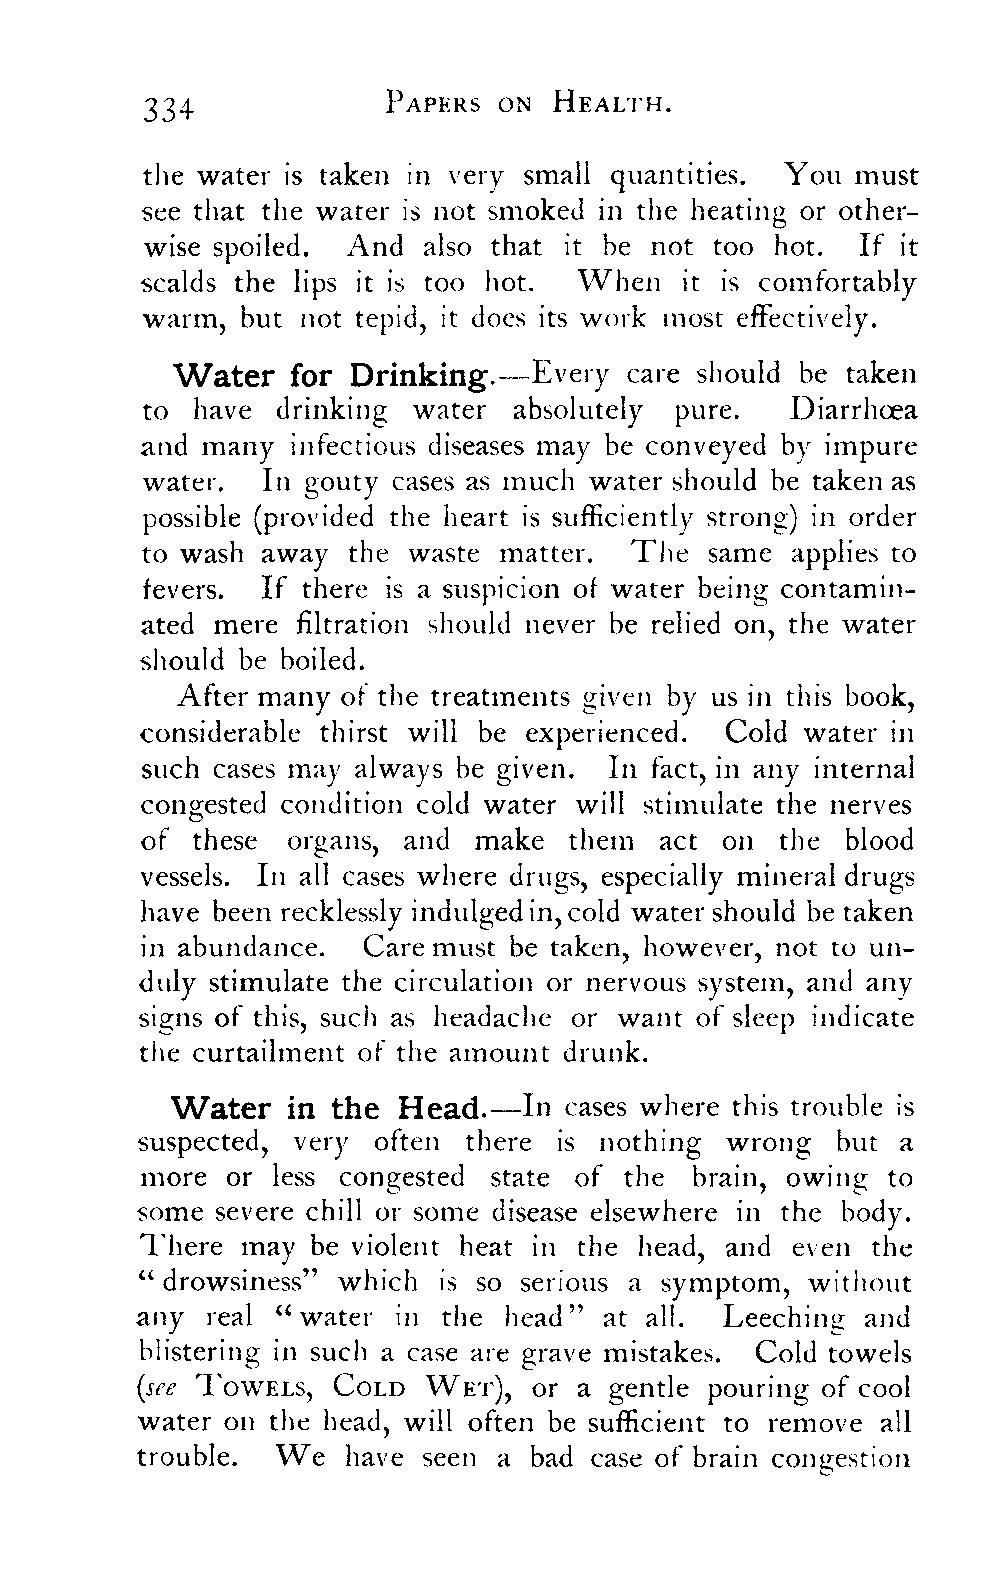 334 PAPERS ON HEALTH.
the water is taken in very small quantities. You must
see that the water is not smoked in the heating or other-
wise spoiled. And also that it be not too hot. If it
scalds the lips it is too hot. When it is comfortably
warm, but not tepid, it does its work most effectively.
Water for Drinking.—Every care should be taken
to have drinking water absolutely pure. Diarrhœa
and many infectious diseases may be conveyed by impure
water. In gouty cases as much water should be taken as
possible (provided the heart is sufficiently strong) in order
to wash away the waste matter. The same applies to
fevers. If there is a suspicion of water being contamin-
ated mere filtration should never be relied on, the water
should be boiled.
After many of the treatments given by us in this book,
considerable thirst will be experienced. Cold water in
such cases may always be given. In fact, in any internal
congested condition cold water will stimulate the nerves
of these organs, and make them act on the blood
vessels. In all cases where drugs, especially mineral drugs
have been recklessly indulged in, cold water should be taken
in abundance. Care must be taken, however, not to un-
duly stimulate the circulation or nervous system, and any
signs of this, such as headache or want of sleep indicate
the curtailment of the amount drunk.
Water in the Head.—In cases where this trouble is
suspected, very often there is nothing wrong but a
more or less congested state of the brain, owing to
some severe chill or some disease elsewhere in the body.
There may be violent heat in the head, and even the
"drowsiness" which is so serious a symptom, without
any real "water in the head" at all. Leeching and
blistering in such a case are grave mistakes. Cold towels
(see TOWELS, COLD WET), or a gentle pouring of cool
water on the head, will often be sufficient to remove all
trouble. We have seen a bad case of brain congestion